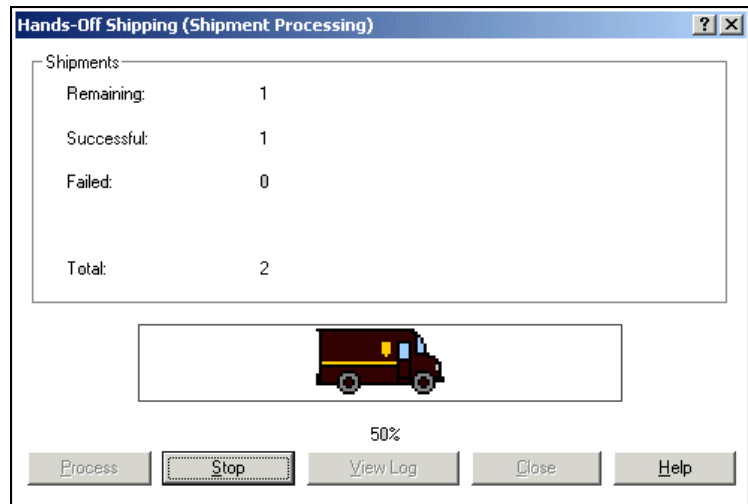 Hands-Off Shipping (Shipment Processing)
Shipments
Remaining: 1
Successful: 1
Failed: 0
Total: 2
50%
Process Stop View Log Close Help